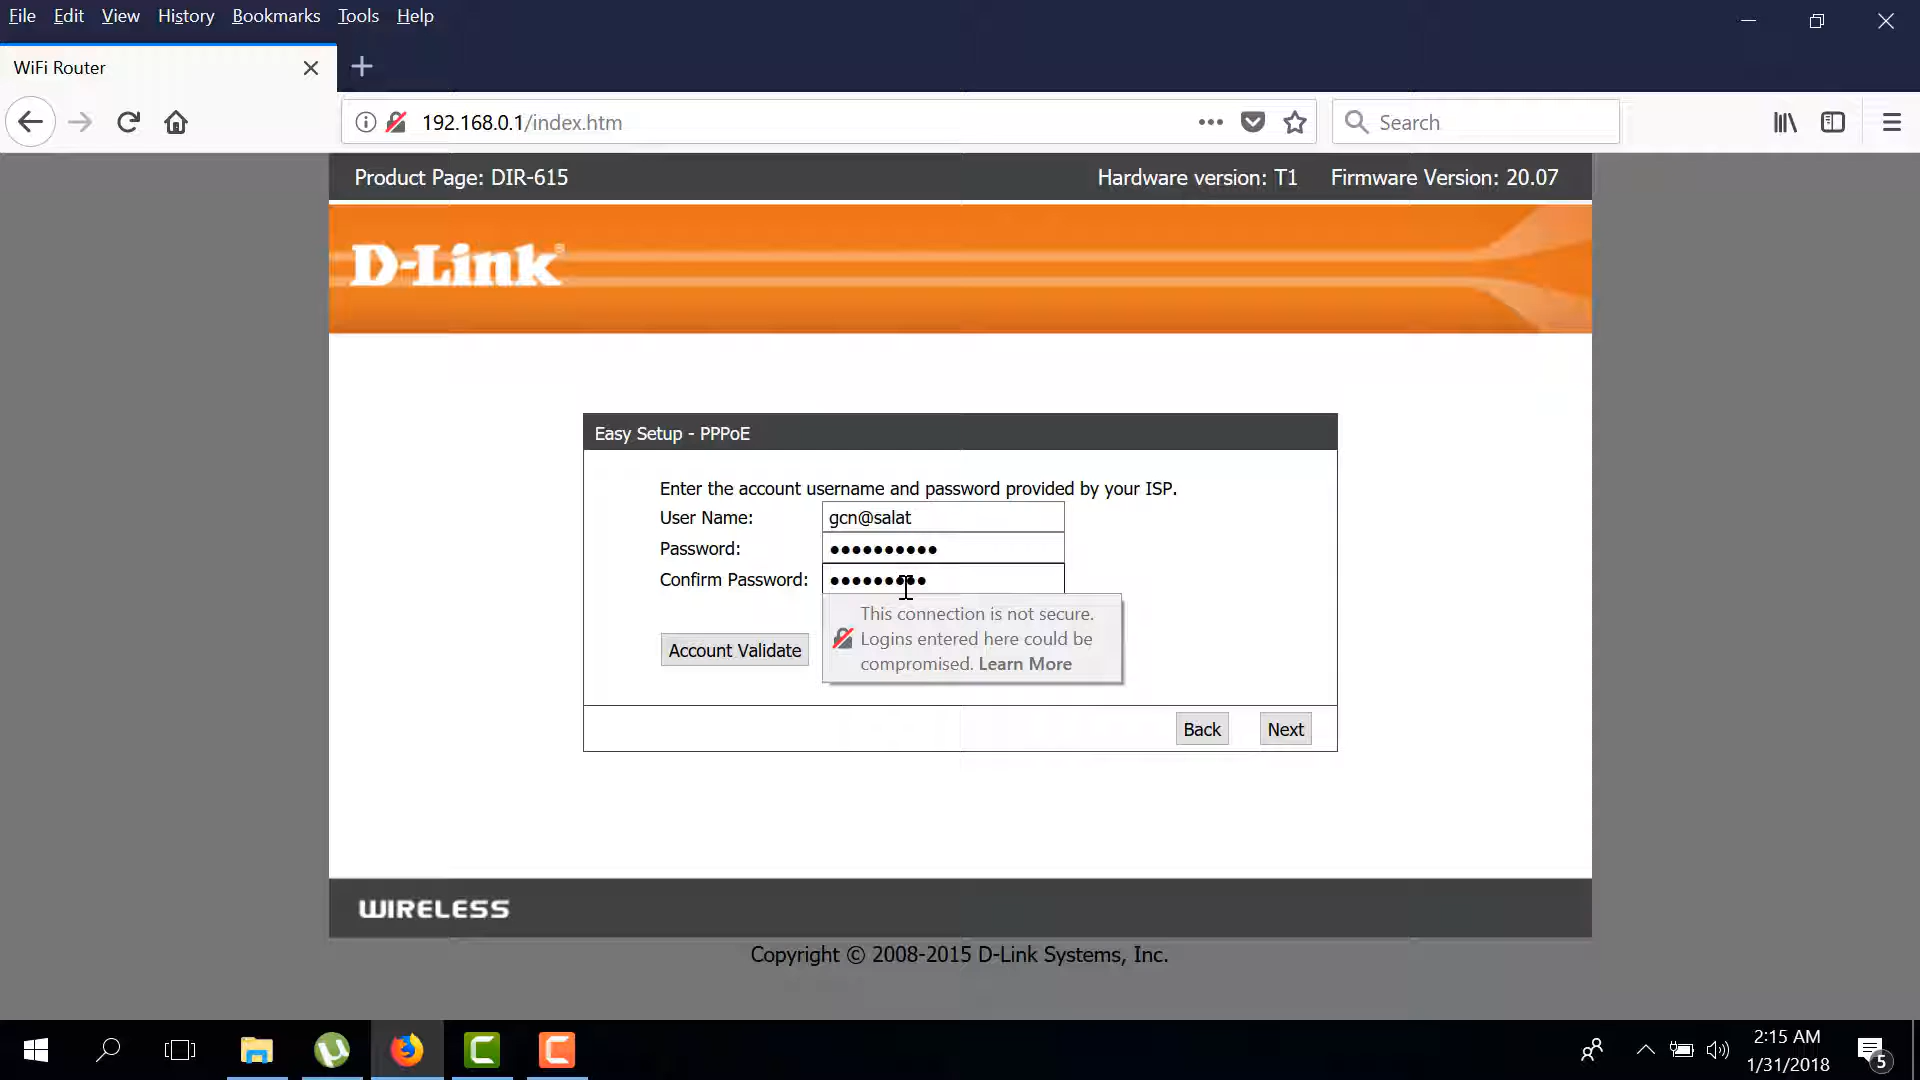 File Edit View History Bookmarks Tools Help
WiFi Router
192.168.0.1/index.htm
Search
Product Page: DIR-615 Hardware version: T1 Firmware Version: 20.07
D-Link®
Easy Setup - PPPoE
Enter the account username and password provided by your ISP.
User Name: gcn@salat
Password: ●●●●●●●●●●
Confirm Password: ●●●●●●●●●
This connection is not secure.
Logins entered here could be
compromised. Learn More
Account Validate
Back Next
WIRELESS
Copyright © 2008-2015 D-Link Systems, Inc.
2:15 AM
1/31/2018
5